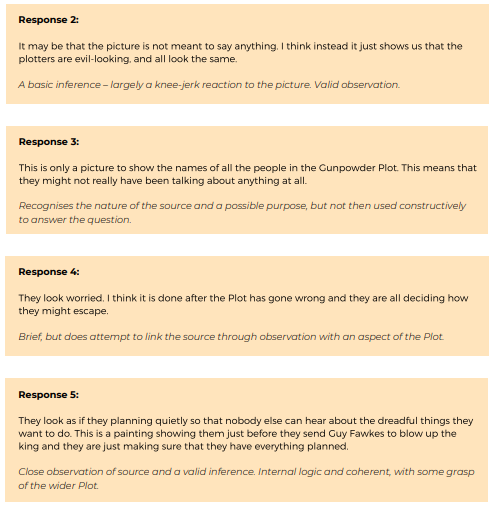 Response 2:
It may be that the picture is not meant to say anything. I think instead it just shows us that the
plotters are evil-looking, and all look the same.
A basic inference – largely a knee-jerk reaction to the picture. Valid observation.
Response 3:
This is only a picture to show the names of all the people in the Gunpowder Plot. This means that
they might not really have been talking about anything at all.
Recognises the nature of the source and a possible purpose, but not then used constructively
to answer the question.
Response 4:
They look worried. I think it is done after the Plot has gone wrong and they are all deciding how
they might escape.
Brief, but does attempt to link the source through observation with an aspect of the Plot.
Response 5:
They look as if they planning quietly so that nobody else can hear about the dreadful things they
want to do. This is a painting showing them just before they send Guy Fawkes to blow up the
king and they are just making sure that they have everything planned.
Close observation of source and a valid inference. Internal logic and coherent, with some grasp
of the wider Plot.